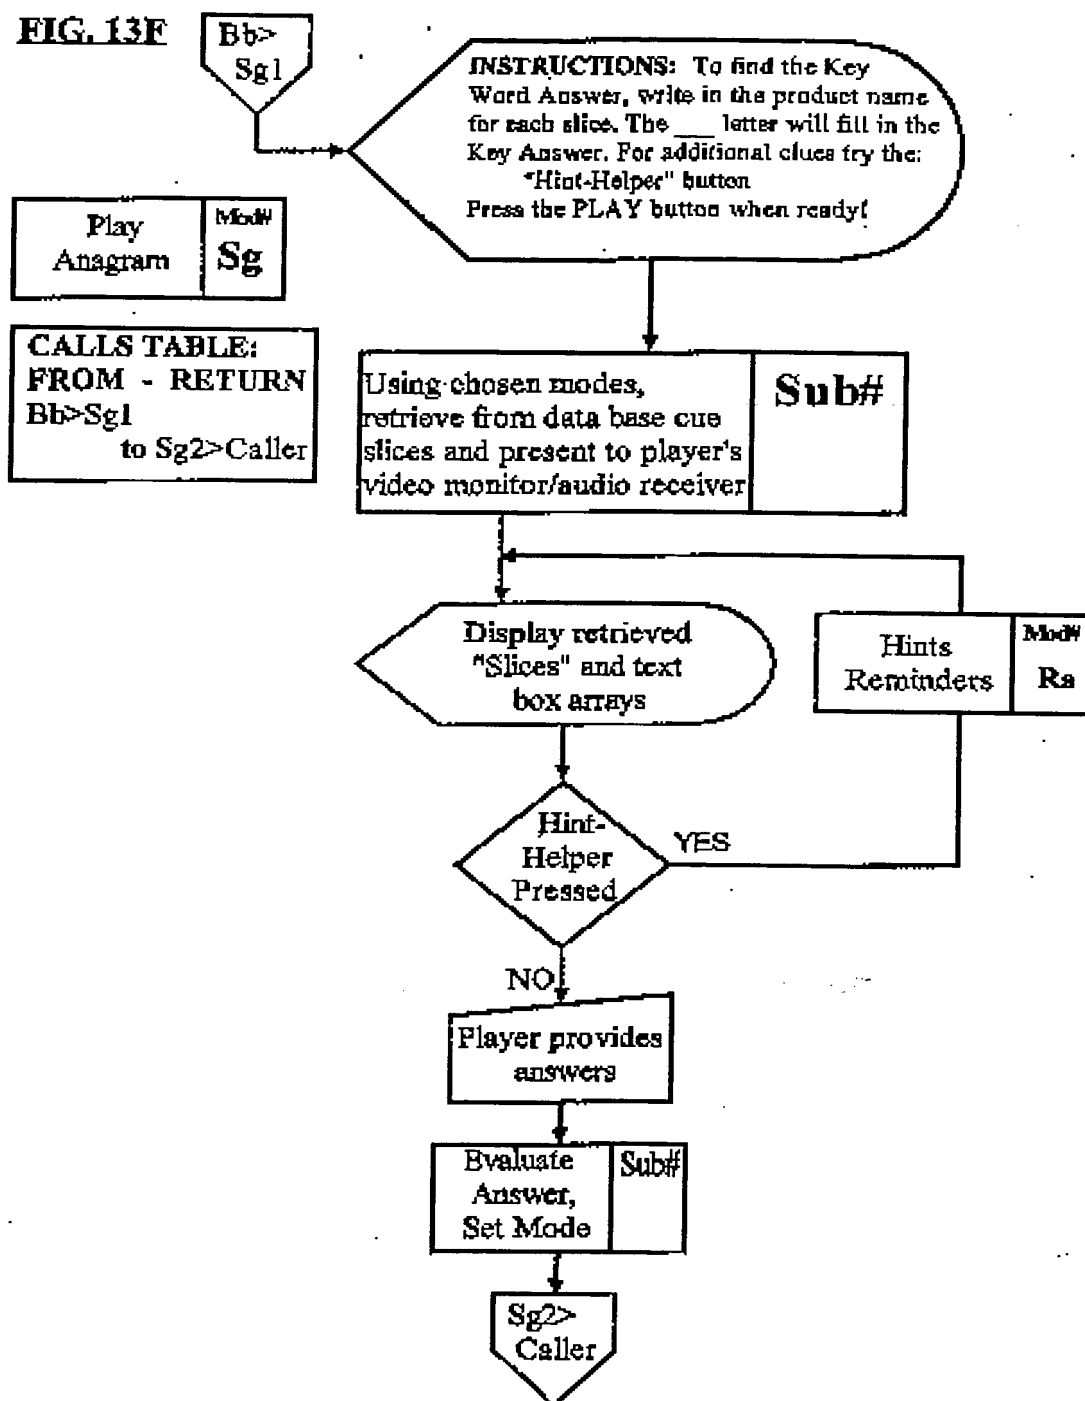 FIG. 13F
Bb>
Sg1
INSTRUCTIONS: To find the Key
Word Answer, write in the product name
for each slice. The ___ letter will fill in the
Key Answer. For additional clues try the:
"Hint-Helper" button
Press the PLAY button when ready!
Play
Anagram
Mod#
Sg
CALLS TABLE:
FROM - RETURN
Bb>Sg1
to Sg2>Caller
Using chosen modes,
retrieve from data base cue
slices and present to player's
video monitor/audio receiver
Sub#
Display retrieved
"Slices" and text
box arrays
Hints
Reminders
Mod#
Ra
Hint-
Helper
Pressed
YES
NO
Player provides
answers
Evaluate
Answer,
Set Mode
Sub#
Sg2>
Caller